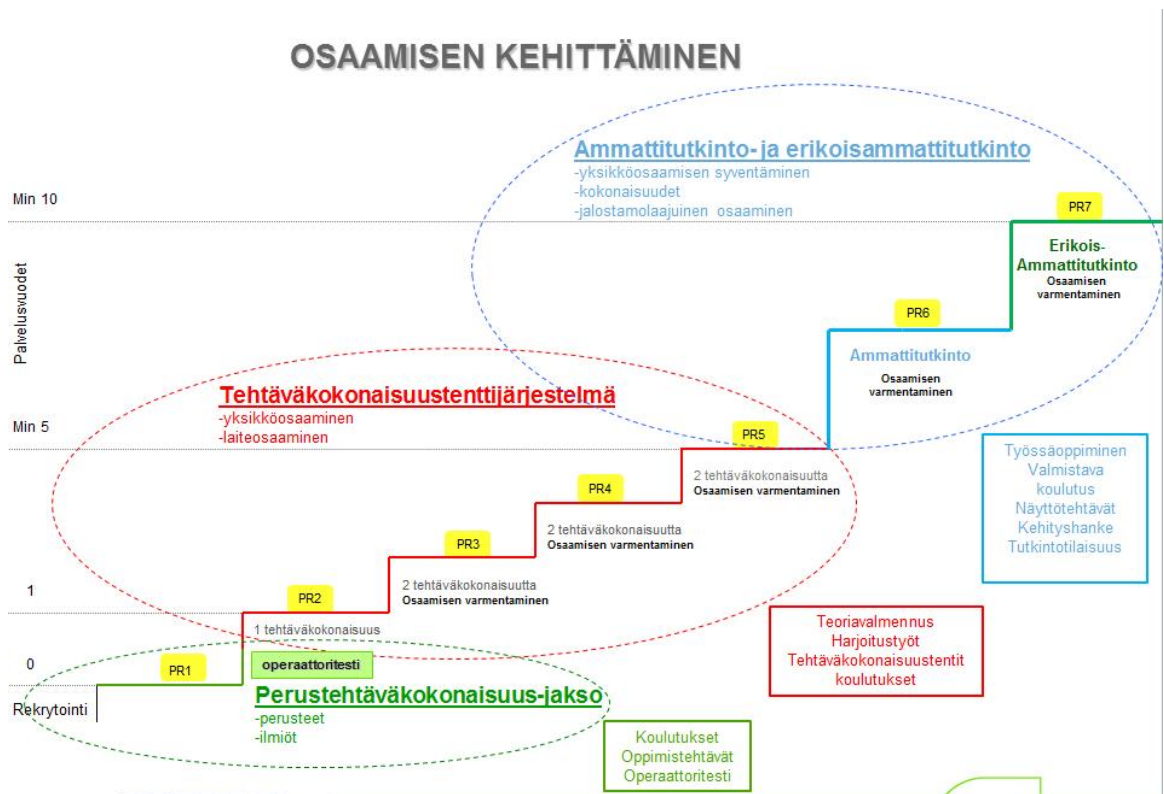 OSAAMISEN KEHITTÄMINEN
Ammattitutkinto- ja erikoisammattitutkinto
-yksikköosaamisen syventäminen
-kokonaisuudet
-jalostamolaajuinen osaaminen
Min 10
PR7
Erikois-
Ammattitutkinto
Osaamisen
varmentaminen
Palvelusvuodet
PR6
Ammattitutkinto
Osaamisen
varmentaminen
Tehtäväkokonaisuustenttijärjestelmä
-yksikköosaaminen
-laiteosaaminen
Min 5
PR5
2 tehtäväkokonaisuutta
Osaamisen varmentaminen
PR4
2 tehtäväkokonaisuutta
Osaamisen varmentaminen
PR3
2 tehtäväkokonaisuutta
Osaamisen varmentaminen
Työssäoppiminen
Valmistava
koulutus
Näyttötehtävät
Kehityshanke
Tutkintotilaisuus
1
PR2
1 tehtäväkokonaisuus
Teoriavalmennus
Harjoitustyöt
Tehtäväkokonaisuustentit
koulutukset
0
PR1
operaattoritesti
Rekrytointi
Perustehtäväkokonaisuus-jakso
-perusteet
-ilmiöt
Koulutukset
Oppimistehtävät
Operaattoritesti